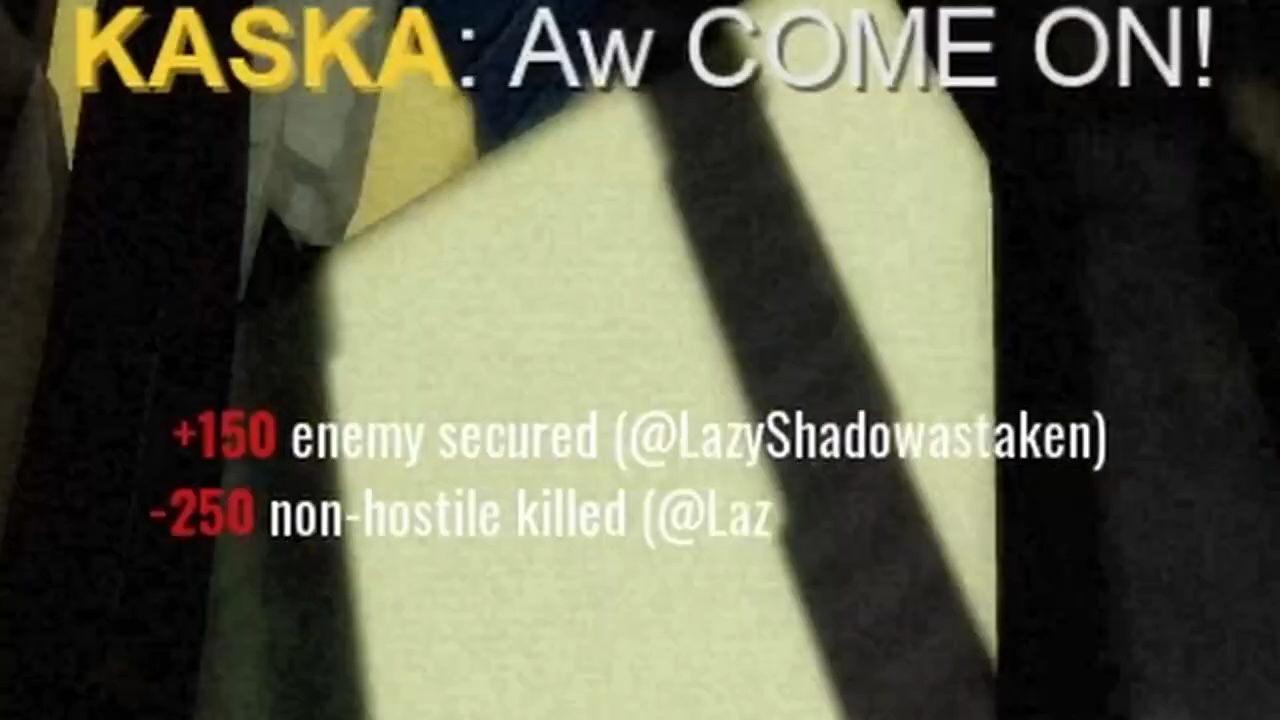 KASKA: Aw COME ON!
+150 enemy secured (@LazyShadowastaken)
-250 non-hostile killed (@Laz